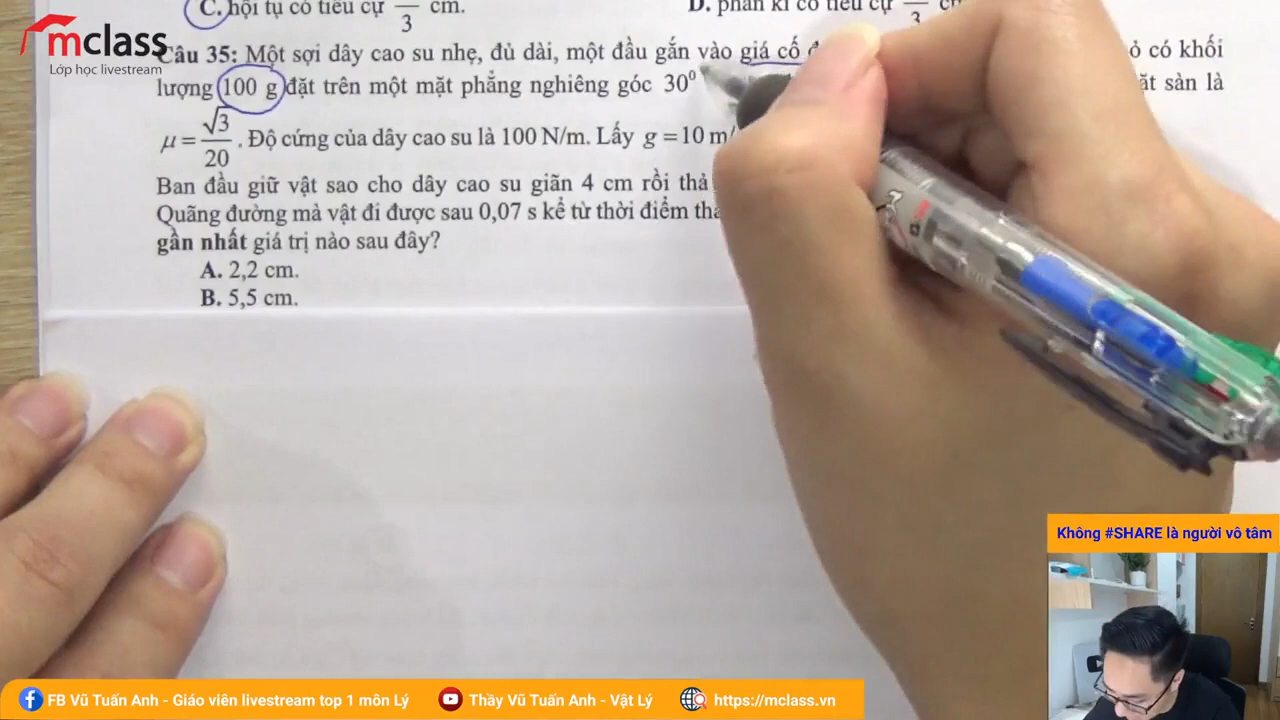 C. hội tụ có tiêu cự — cm.
3
D. phân kì có tiêu cự
3
mclass
Lớp học livestream
Câu 35: Một sợi dây cao su nhẹ, đủ dài, một đầu gắn vào giá cố có khối
lượng 100 g đặt trên một mặt phẳng nghiêng góc 30⁰ sàn là
μ = √3/20 . Độ cứng của dây cao su là 100 N/m. Lấy g = 10 m/
Ban đầu giữ vật sao cho dây cao su giãn 4 cm rồi thả
Quãng đường mà vật đi được sau 0,07 s kể từ thời điểm
gần nhất giá trị nào sau đây?
A. 2,2 cm.
B. 5,5 cm.
Không #SHARE là người vô tâm
FB Vũ Tuấn Anh - Giáo viên livestream top 1 môn Lý Thầy Vũ Tuấn Anh - Vật Lý https://mclass.vn